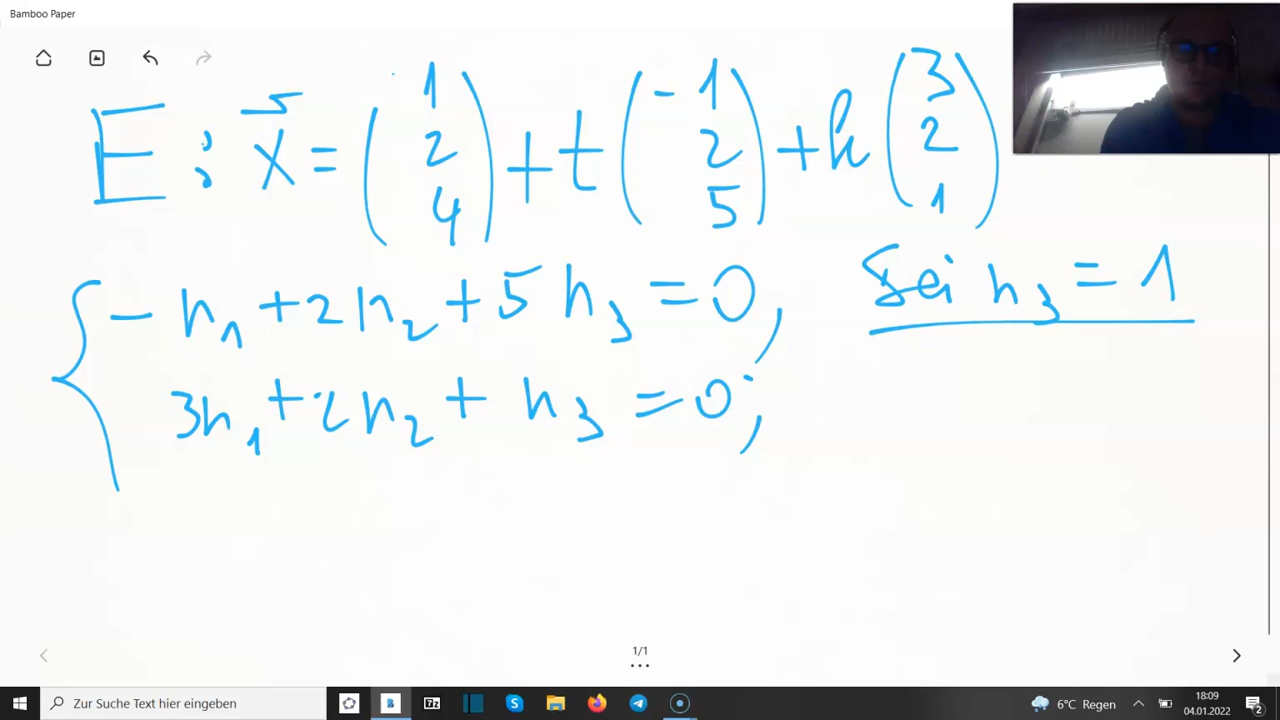 Bamboo Paper
E : x⃗ = (1 2 4) + t (-1 2 5) + k (3 2 1)
- n₁ + 2n₂ + 5n₃ = 0, Sei n₃ = 1
3n₁ + 2n₂ + n₃ = 0;
1/1
Zur Suche Text hier eingeben
6°C Regen
18:09
04.01.2022
2